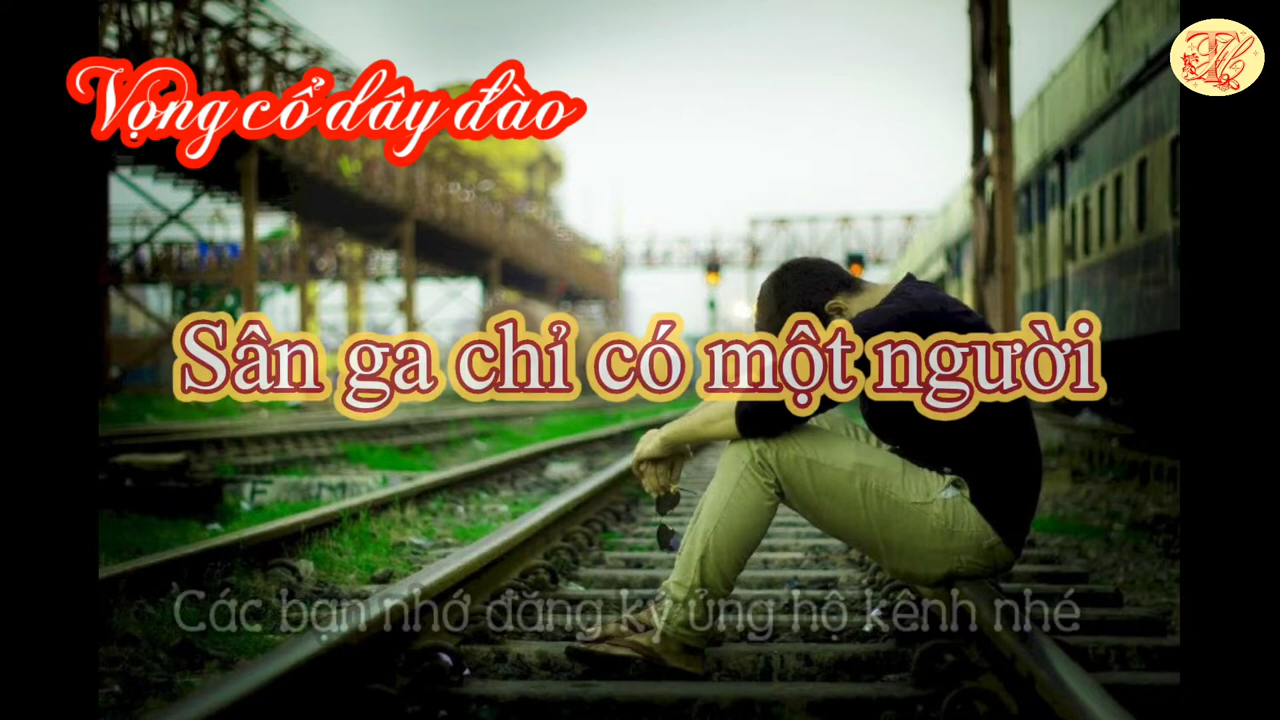 Vọng cổ dây đào
Sân ga chỉ có một người
Các bạn nhớ đăng ký ủng hộ kênh nhé